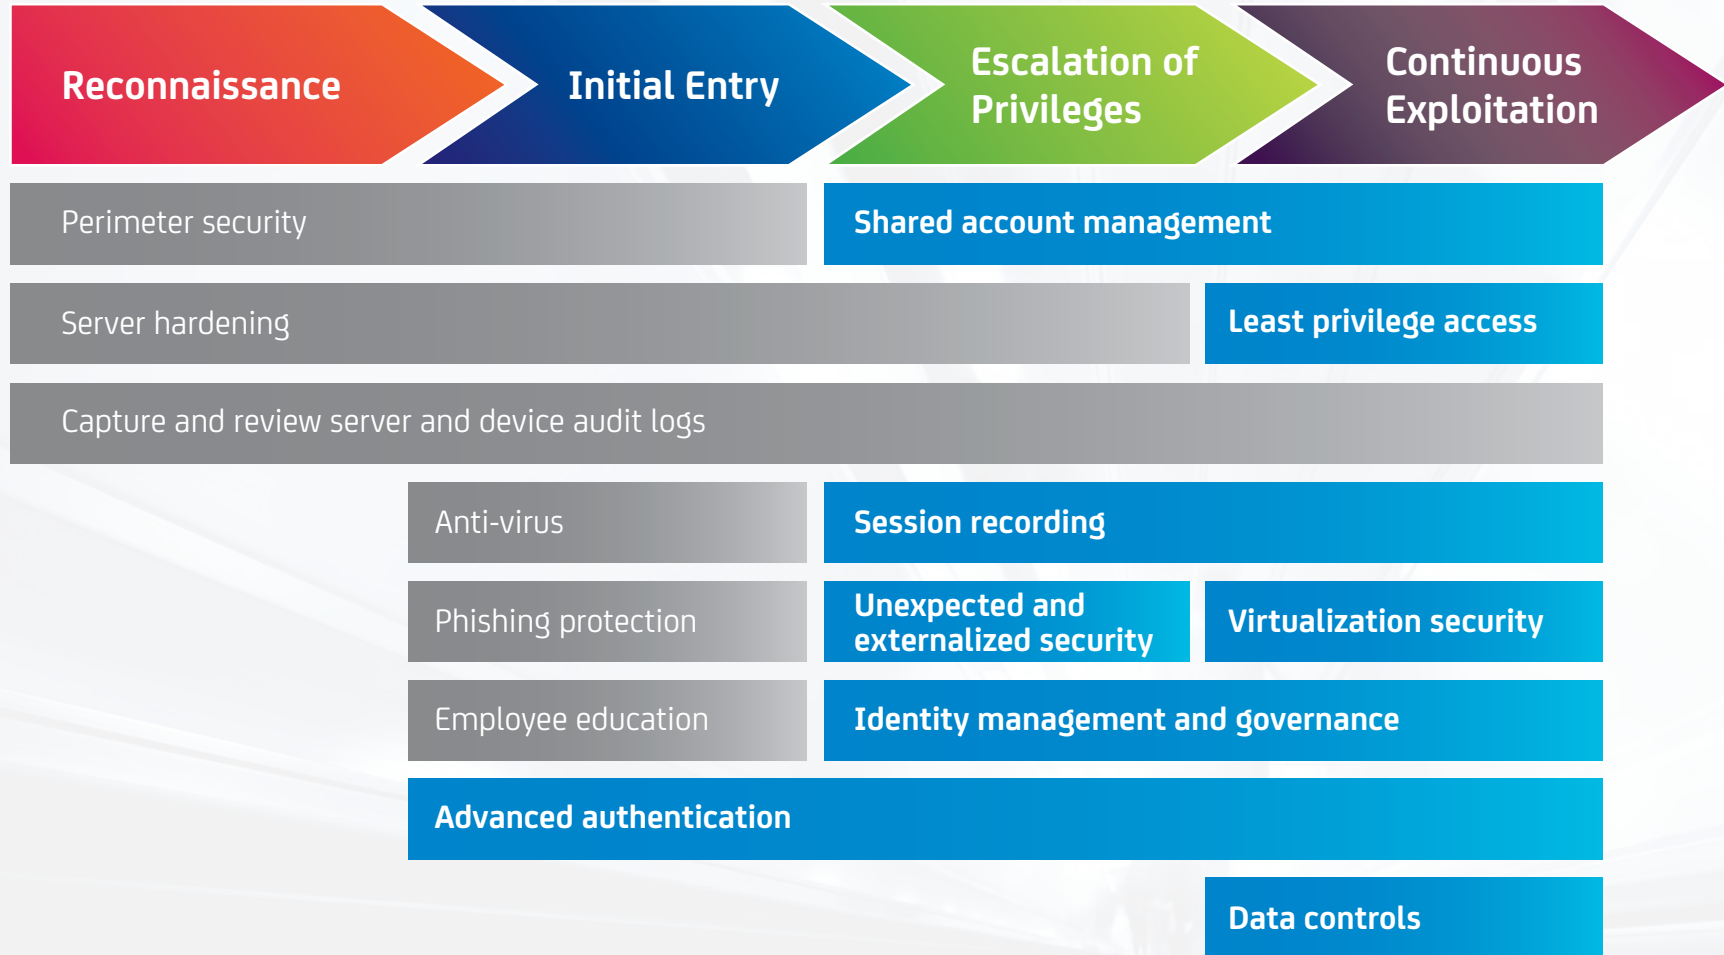 Reconnaissance
Initial Entry
Escalation of
Privileges
Continuous
Exploitation
Perimeter security
Shared account management
Server hardening
Least privilege access
Capture and review server and device audit logs
Anti-virus
Session recording
Phishing protection
Unexpected and
externalized security
Virtualization security
Employee education
Identity management and governance
Advanced authentication
Data controls